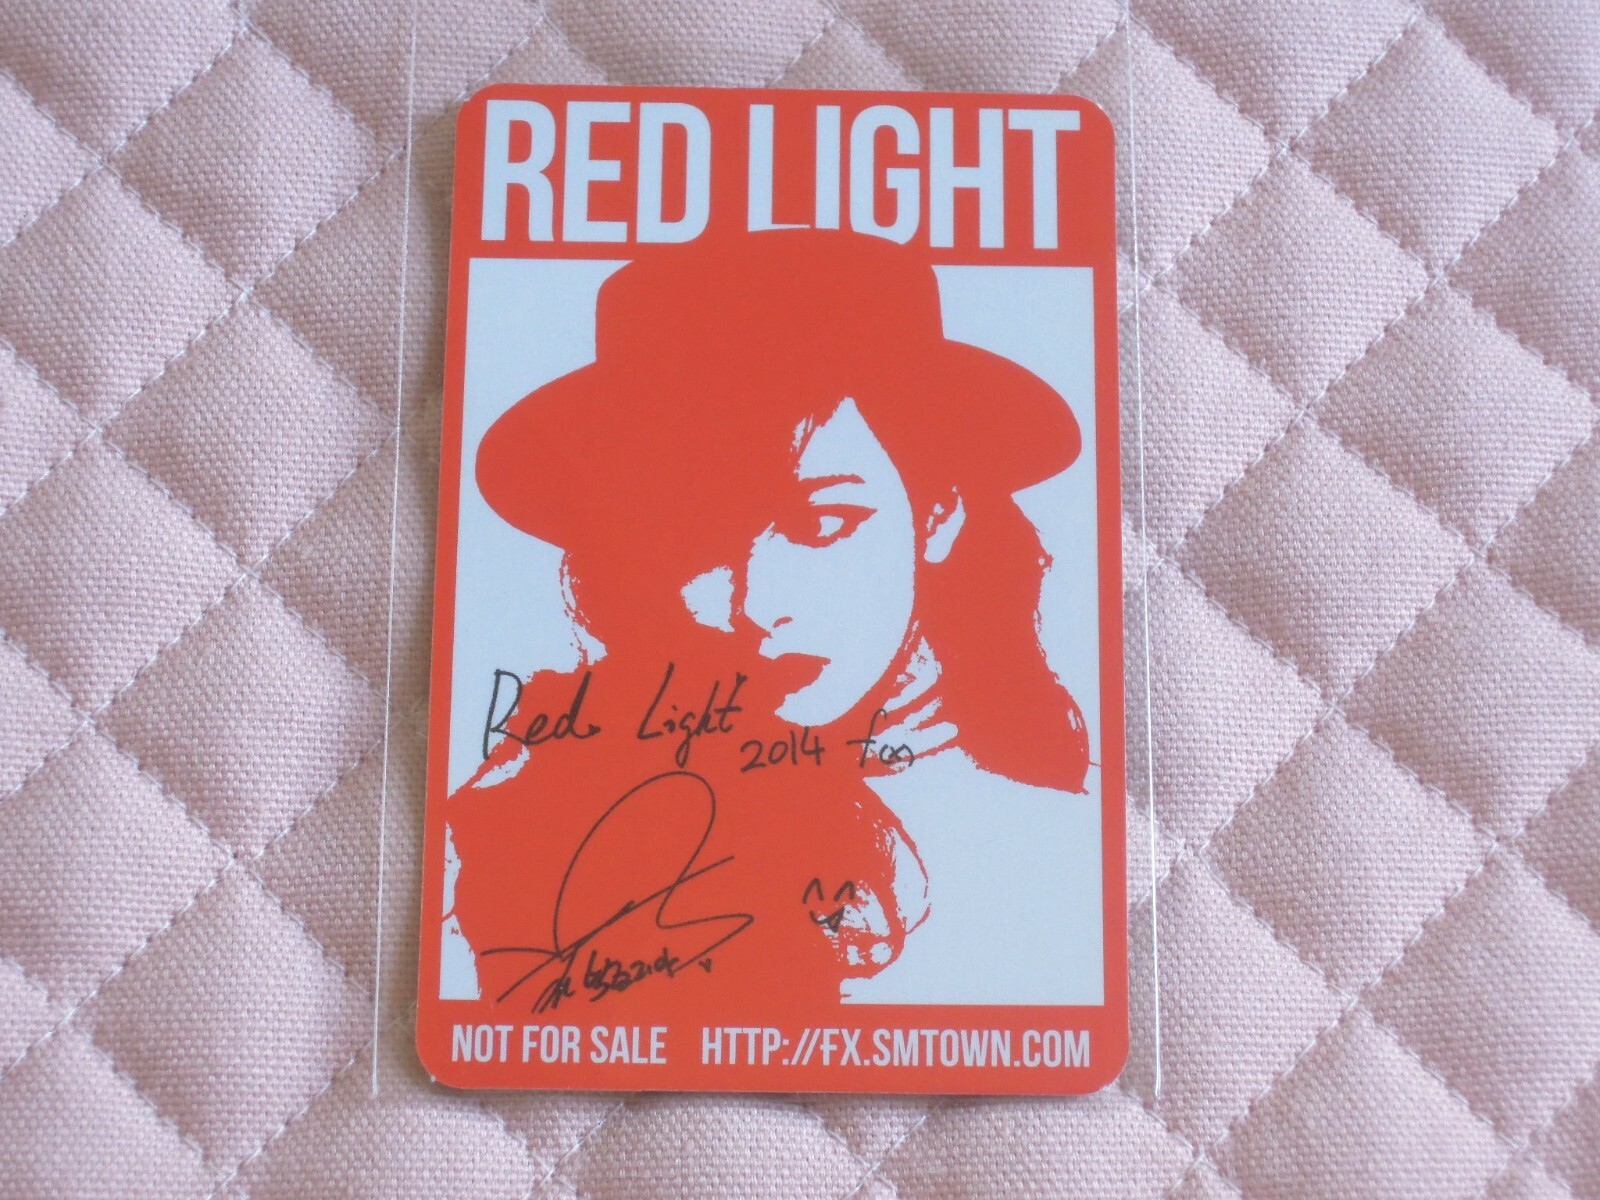 RED LIGHT
Red Light
2014 f(x)
^^
NOT FOR SALE HTTP://FX.SMTOWN.COM